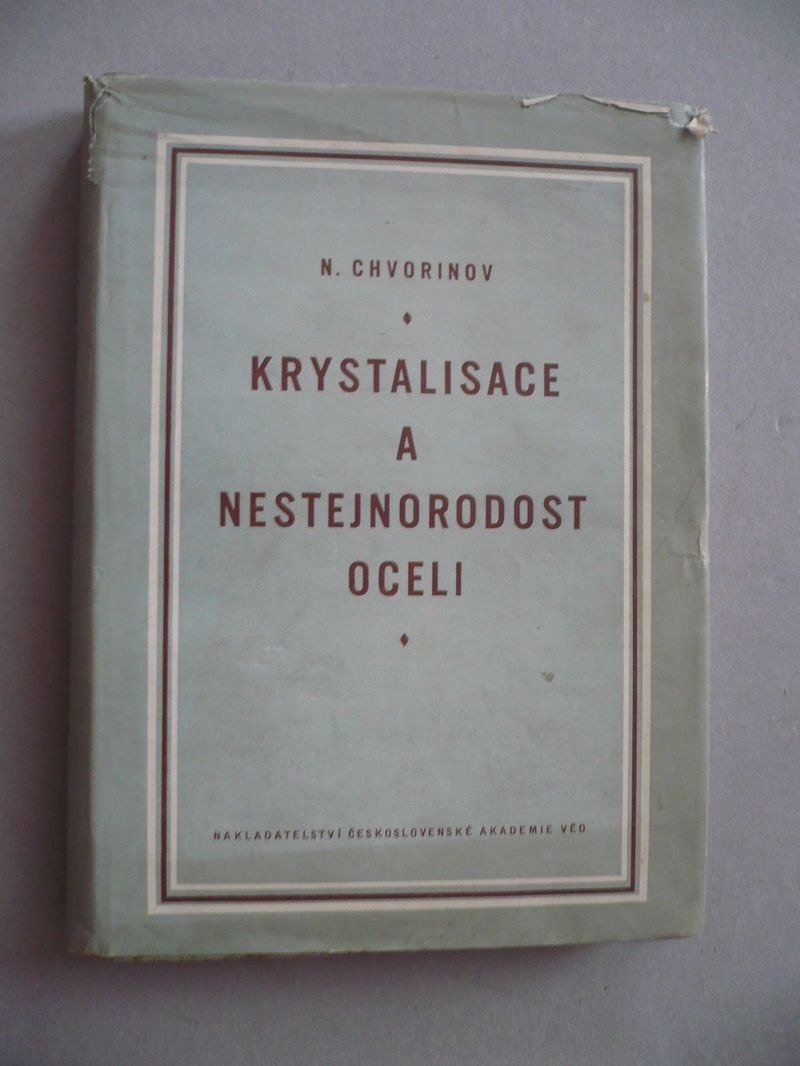 N. CHVORINOV
KRYSTALISACE
A
NESTEJNORODOST
OCELI
NAKLADATELSTVÍ ČESKOSLOVENSKÉ AKADEMIE VĚD